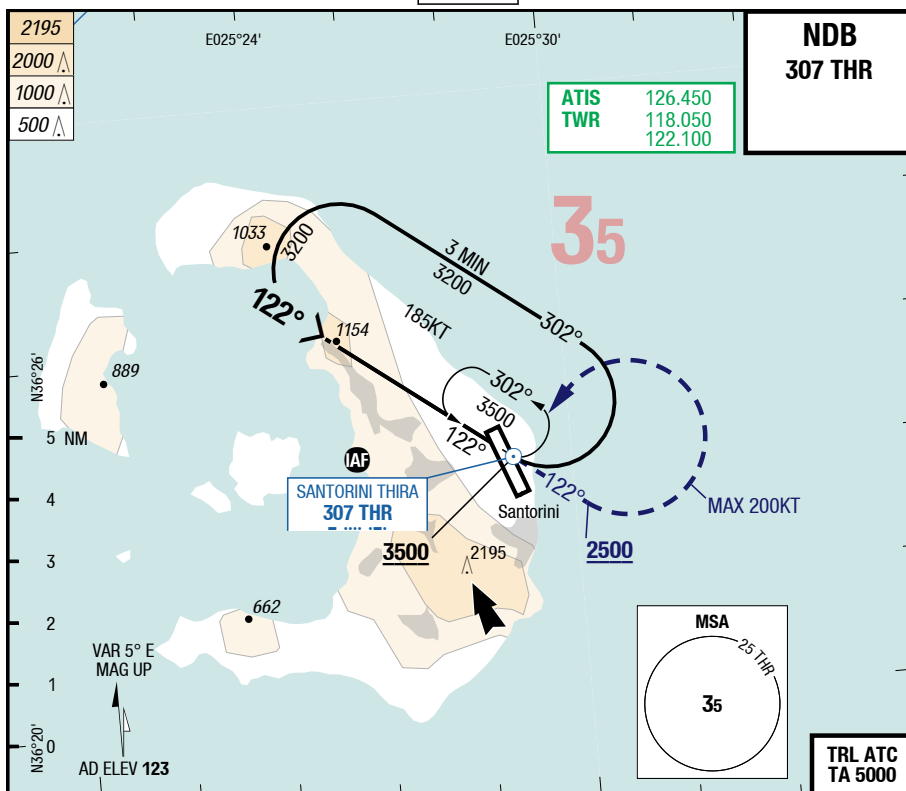 2195
2000
1000
500
E025°24'
E025°30'
NDB
307 THR
ATIS 126.450
TWR 118.050
122.100
35
1033
3200
3 MIN
3200
122°
1154
185KT
302°
889
N36°26'
302°
3500
122°
5 NM
IAF
SANTORINI THIRA
307 THR
122°
MAX 200KT
Santorini
4
3500
2500
2195
3
662
2
MSA
25 THR
35
VAR 5° E
MAG UP
1
N36°20'
0
AD ELEV 123
TRL ATC
TA 5000